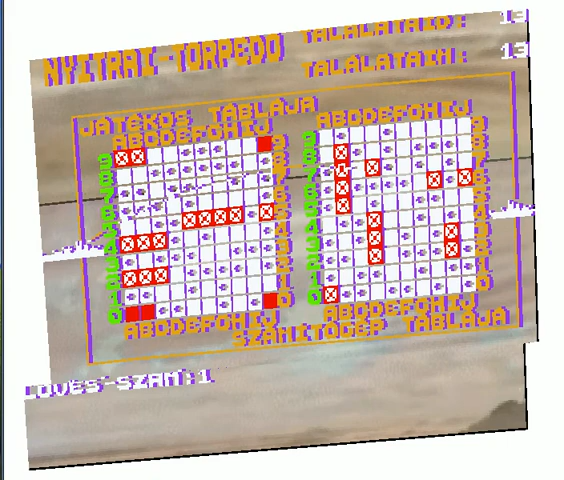 NYITRAI-TORPEDO
TALALATAID: 13
TALALATAIM: 13
JATEKOS TABLAJA
ABCDEFGHIJ
ABCDEFGHIJ
ABCDEFGHIJ
ABCDEFGHIJ
SZAMITOGEP TABLAJA
LOVES-SZAM:1